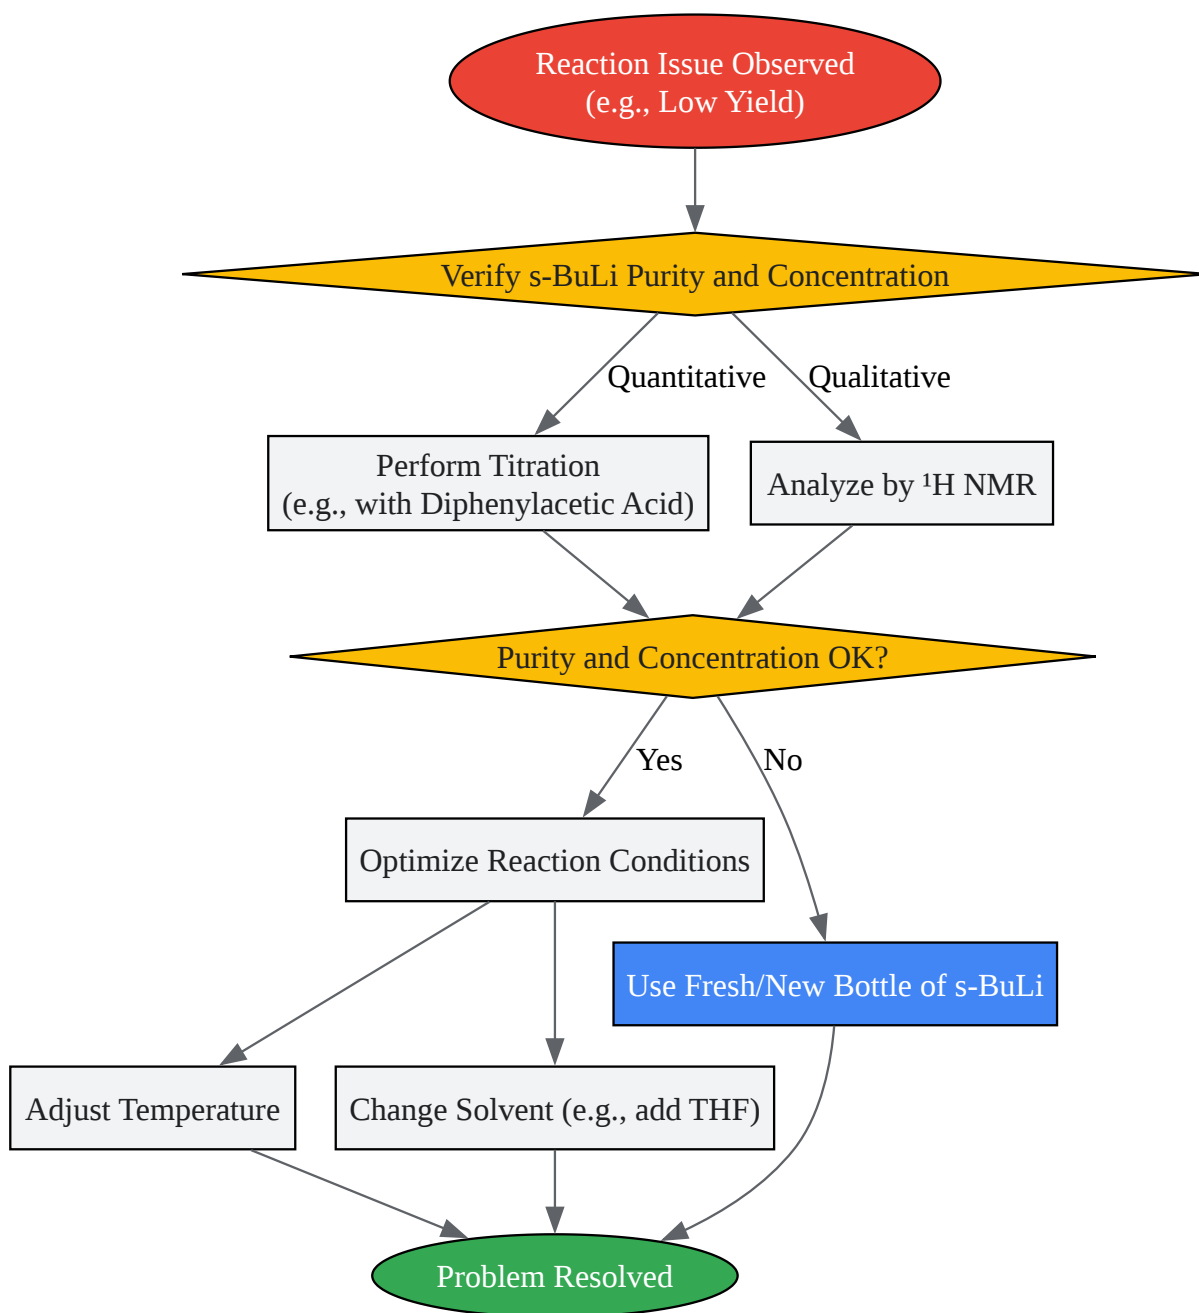 Reaction Issue Observed
(e.g., Low Yield)
Verify s-BuLi Purity and Concentration
Quantitative
Qualitative
Perform Titration
(e.g., with Diphenylacetic Acid)
Analyze by ¹H NMR
Purity and Concentration OK?
Yes
No
Optimize Reaction Conditions
Use Fresh/New Bottle of s-BuLi
Adjust Temperature
Change Solvent (e.g., add THF)
Problem Resolved